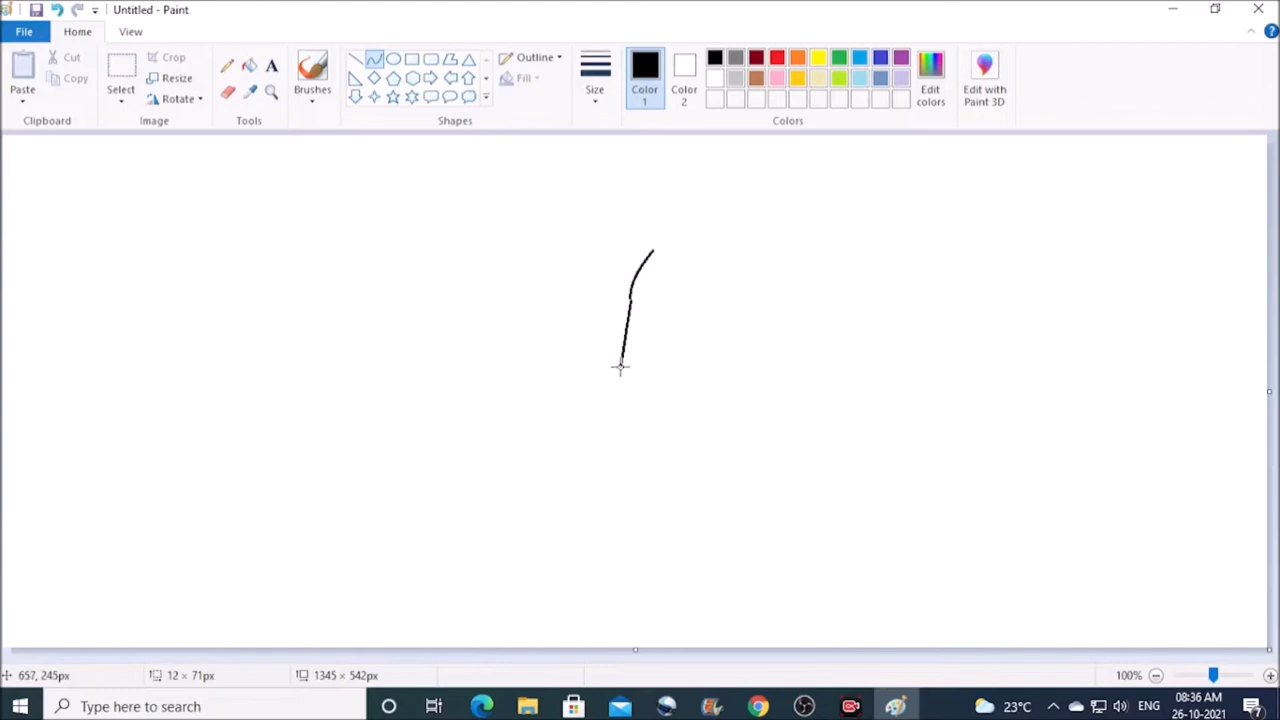 Untitled - Paint
File Home View
Paste
Cut
Copy
Clipboard
Select
Crop
Resize
Rotate
Image
A
Tools
Brushes
Outline
Fill
Shapes
Size
Color 1
Color 2
Colors
Edit colors
Edit with Paint 3D
657, 245px 12 × 71px 1345 × 542px 100%
Type here to search
23°C ENG 08:36 AM
26-10-2021 7